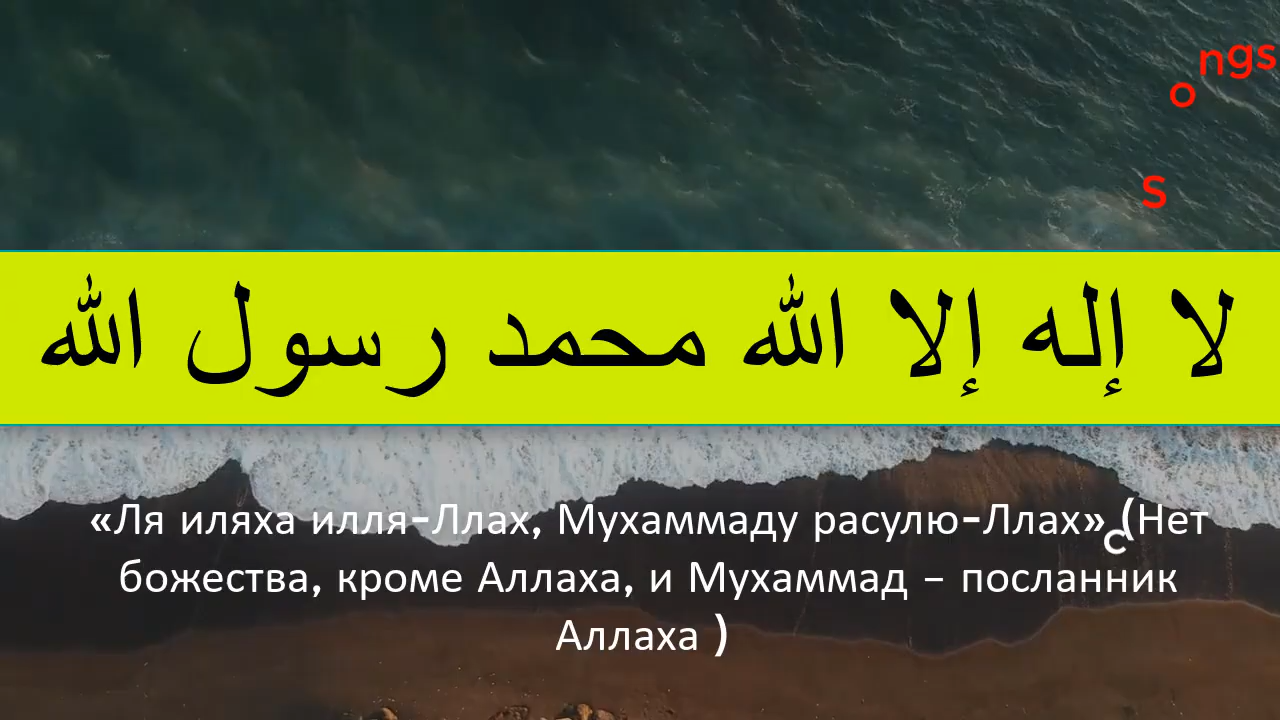 ngs
o
S
لا إله إلا الله محمد رسول الله
«Ля иляха илля-Ллах, Мухаммаду расулю-Ллах» (Нет
c
божества, кроме Аллаха, и Мухаммад – посланник
Аллаха )